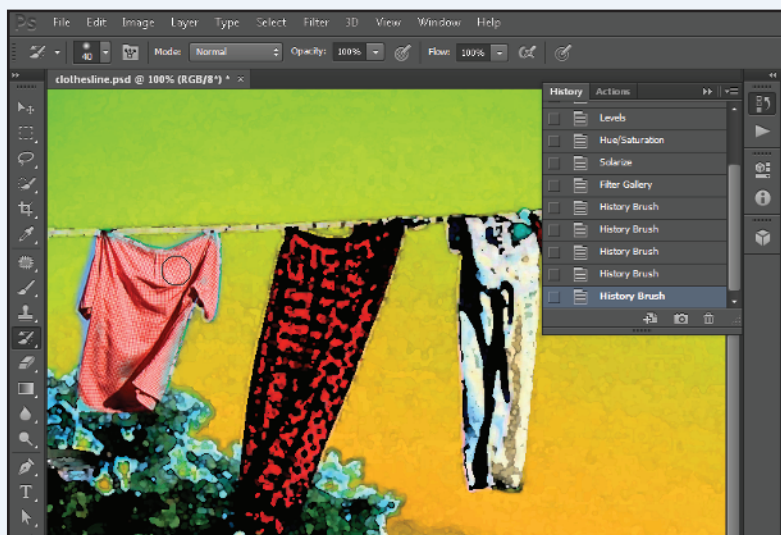 Ps File Edit Image Layer Type Select Filter 3D View Window Help
40 Mode: Normal Opacity: 100% Flow: 100%
clothesline.psd @ 100% (RGB/8*) * ×
History Actions
Levels
Hue/Saturation
Solarize
Filter Gallery
History Brush
History Brush
History Brush
History Brush
History Brush
T